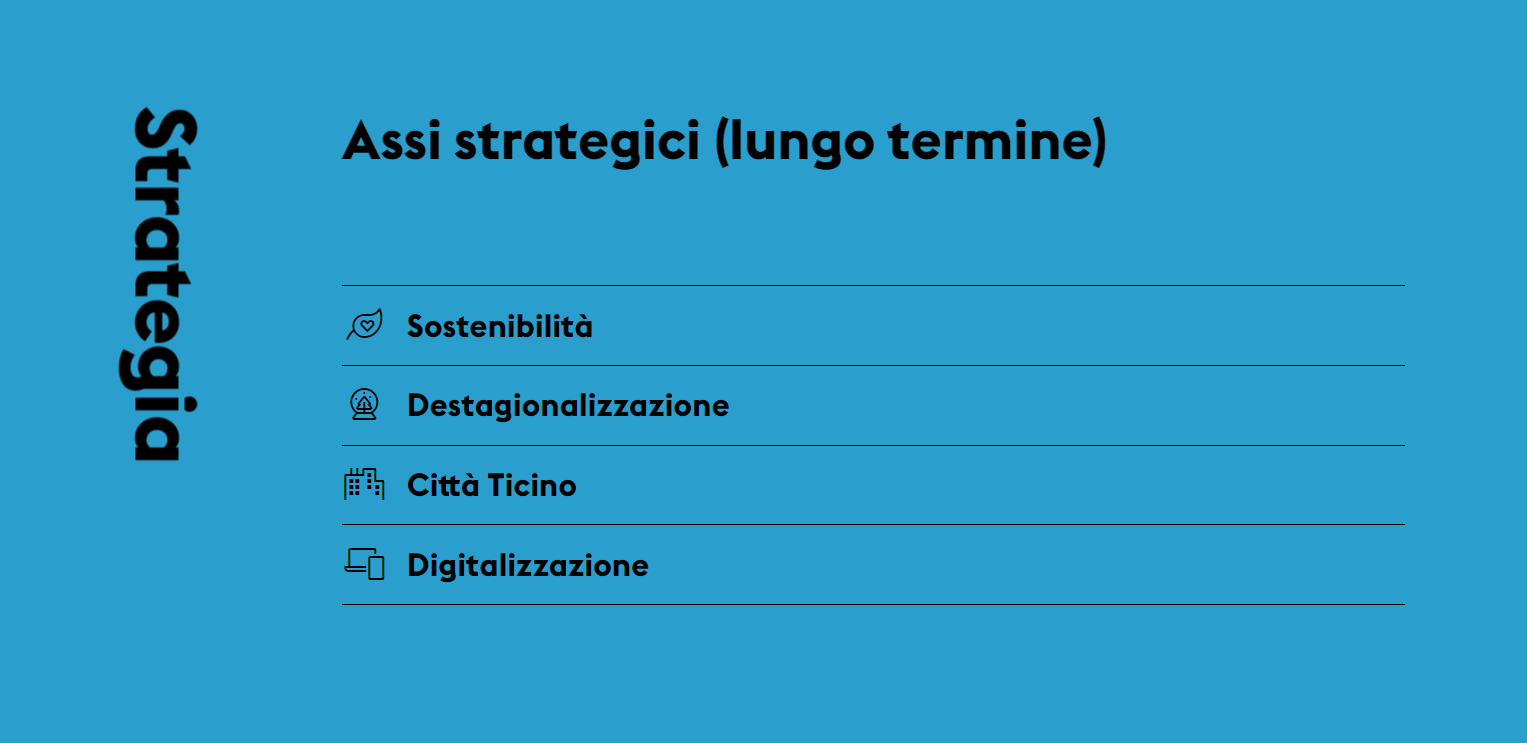 Strategia
Assi strategici (lungo termine)
Sostenibilità
Destagionalizzazione
Città Ticino
Digitalizzazione